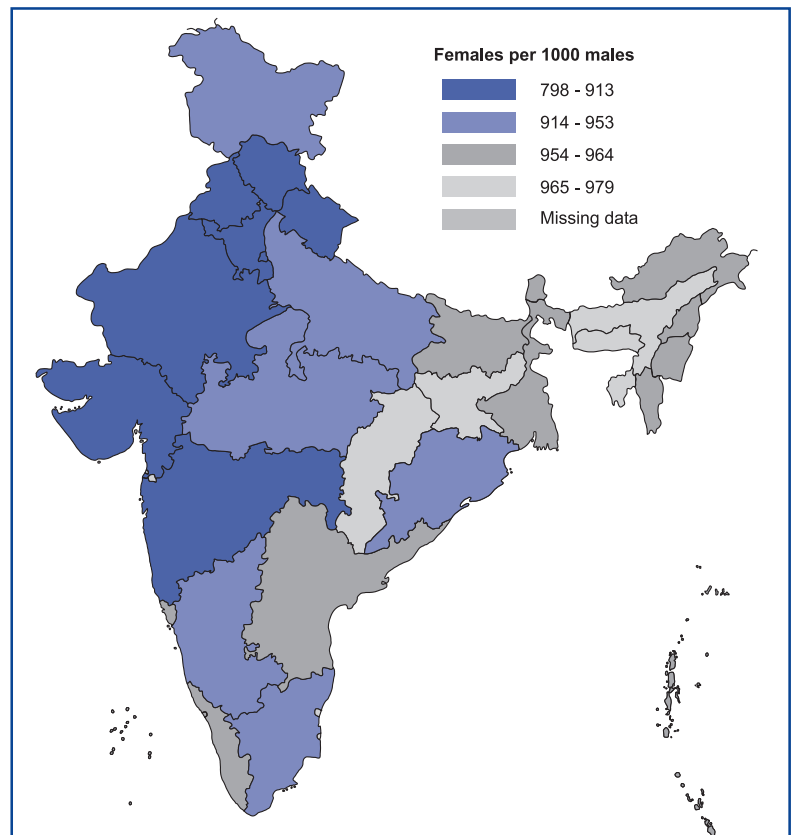 Females per 1000 males
798 - 913
914 - 953
954 - 964
965 - 979
Missing data